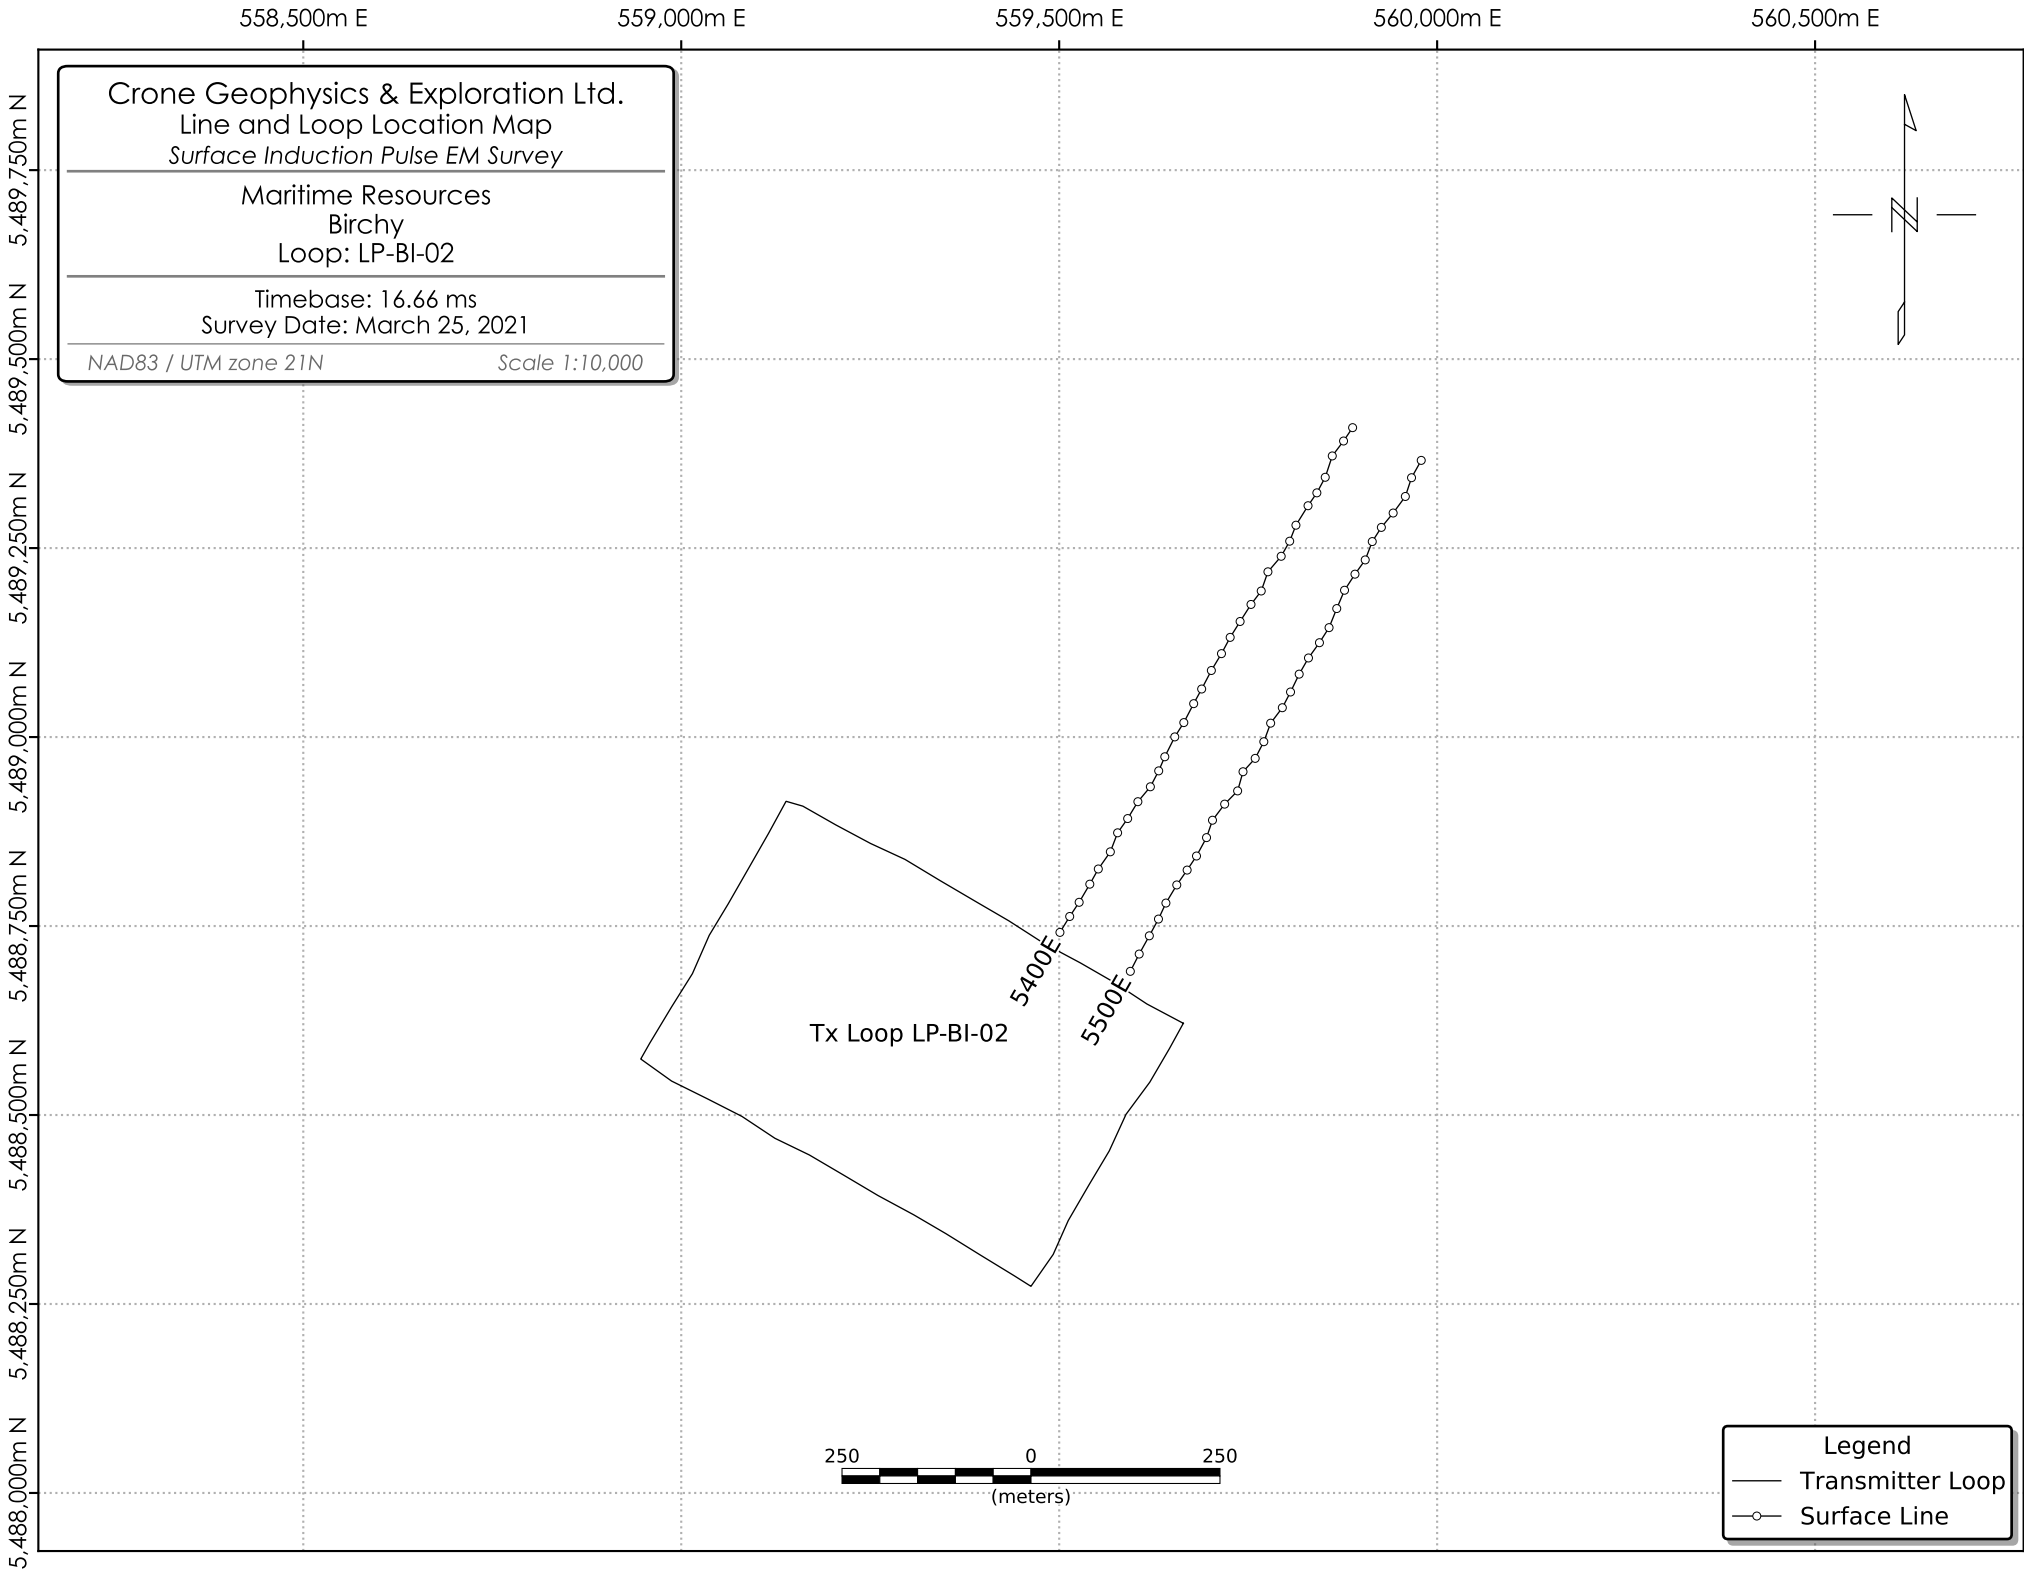 558,500m E
559,000m E
559,500m E
560,000m E
560,500m E
Crone Geophysics & Exploration Ltd.
Line and Loop Location Map
Surface Induction Pulse EM Survey
Maritime Resources
Birchy
Loop: LP-BI-02
Timebase: 16.66 ms
Survey Date: March 25, 2021
NAD83 / UTM zone 21N
Scale 1:10,000
N
5,489,750m N
5,489,500m N
5,489,250m N
5,489,000m N
5,488,750m N
5,488,500m N
5,488,250m N
5,488,000m N
5400E
5500E
Tx Loop LP-BI-02
250 0 250
(meters)
Legend
Transmitter Loop
Surface Line